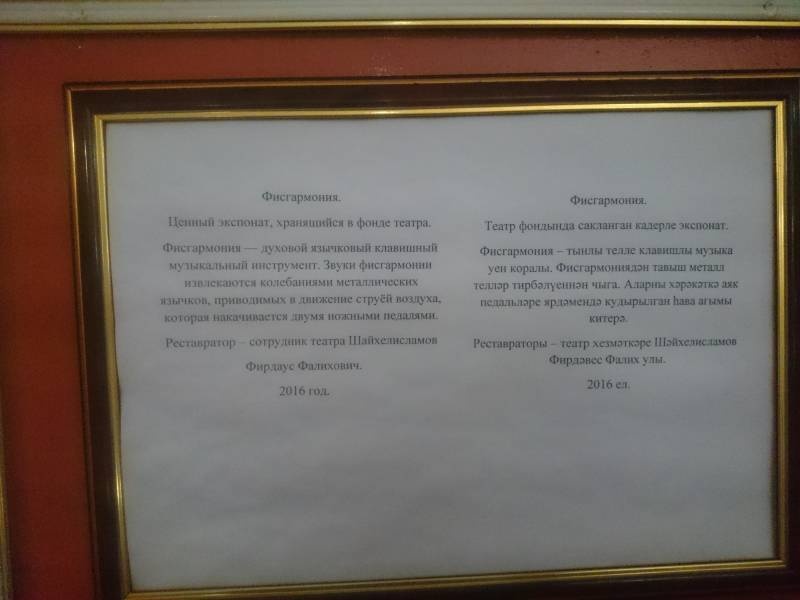 Фисгармония.
Ценный экспонат, хранящийся в фонде театра.
Фисгармония — духовой язычковый клавишный
музыкальный инструмент. Звуки фисгармонии
извлекаются колебаниями металлических
язычков, приводимых в движение струёй воздуха,
которая накачивается двумя ножными педалями.
Реставратор – сотрудник театра Шайхелисламов
Фирдаус Фалихович.
2016 год.
Фисгармония.
Театр фондында сакланган кадерле экспонат.
Фисгармония – тынлы телле клавишлы музыка
уен коралы. Фисгармониядән тавыш металл
телләр тирбәлүеннән чыга. Аларны хәрәкәткә аяк
педальләре ярдәмендә кудырылган һава агымы
китерә.
Реставраторы – театр хезмәткәре Шәйхелисламов
Фирдәвес Фалих улы.
2016 ел.